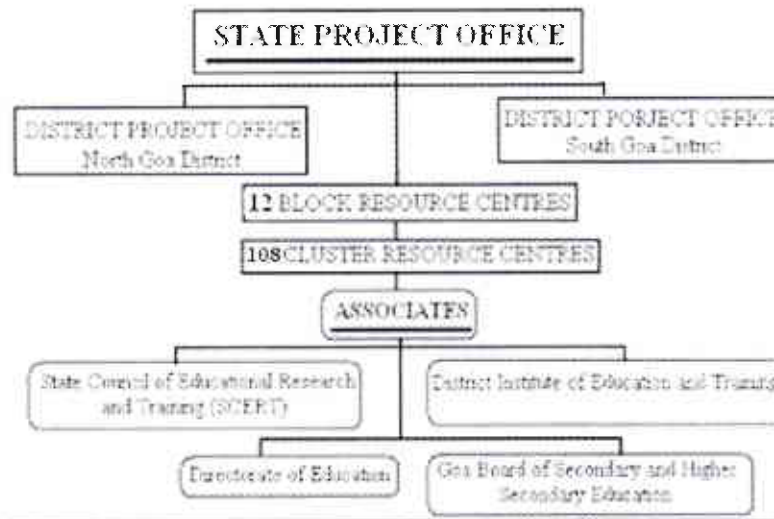 STATE PROJECT OFFICE
DISTRICT PROJECT OFFICE
North Goa District
DISTRICT PORJECT OFFICE
South Goa District
12 BLOCK RESOURCE CENTRES
108 CLUSTER RESOURCE CENTRES
ASSOCIATES
State Council of Educational Research
and Training (SCERT)
District Institute of Education and Training
Directorate of Education
Goa Board of Secondary and Higher
Secondary Education